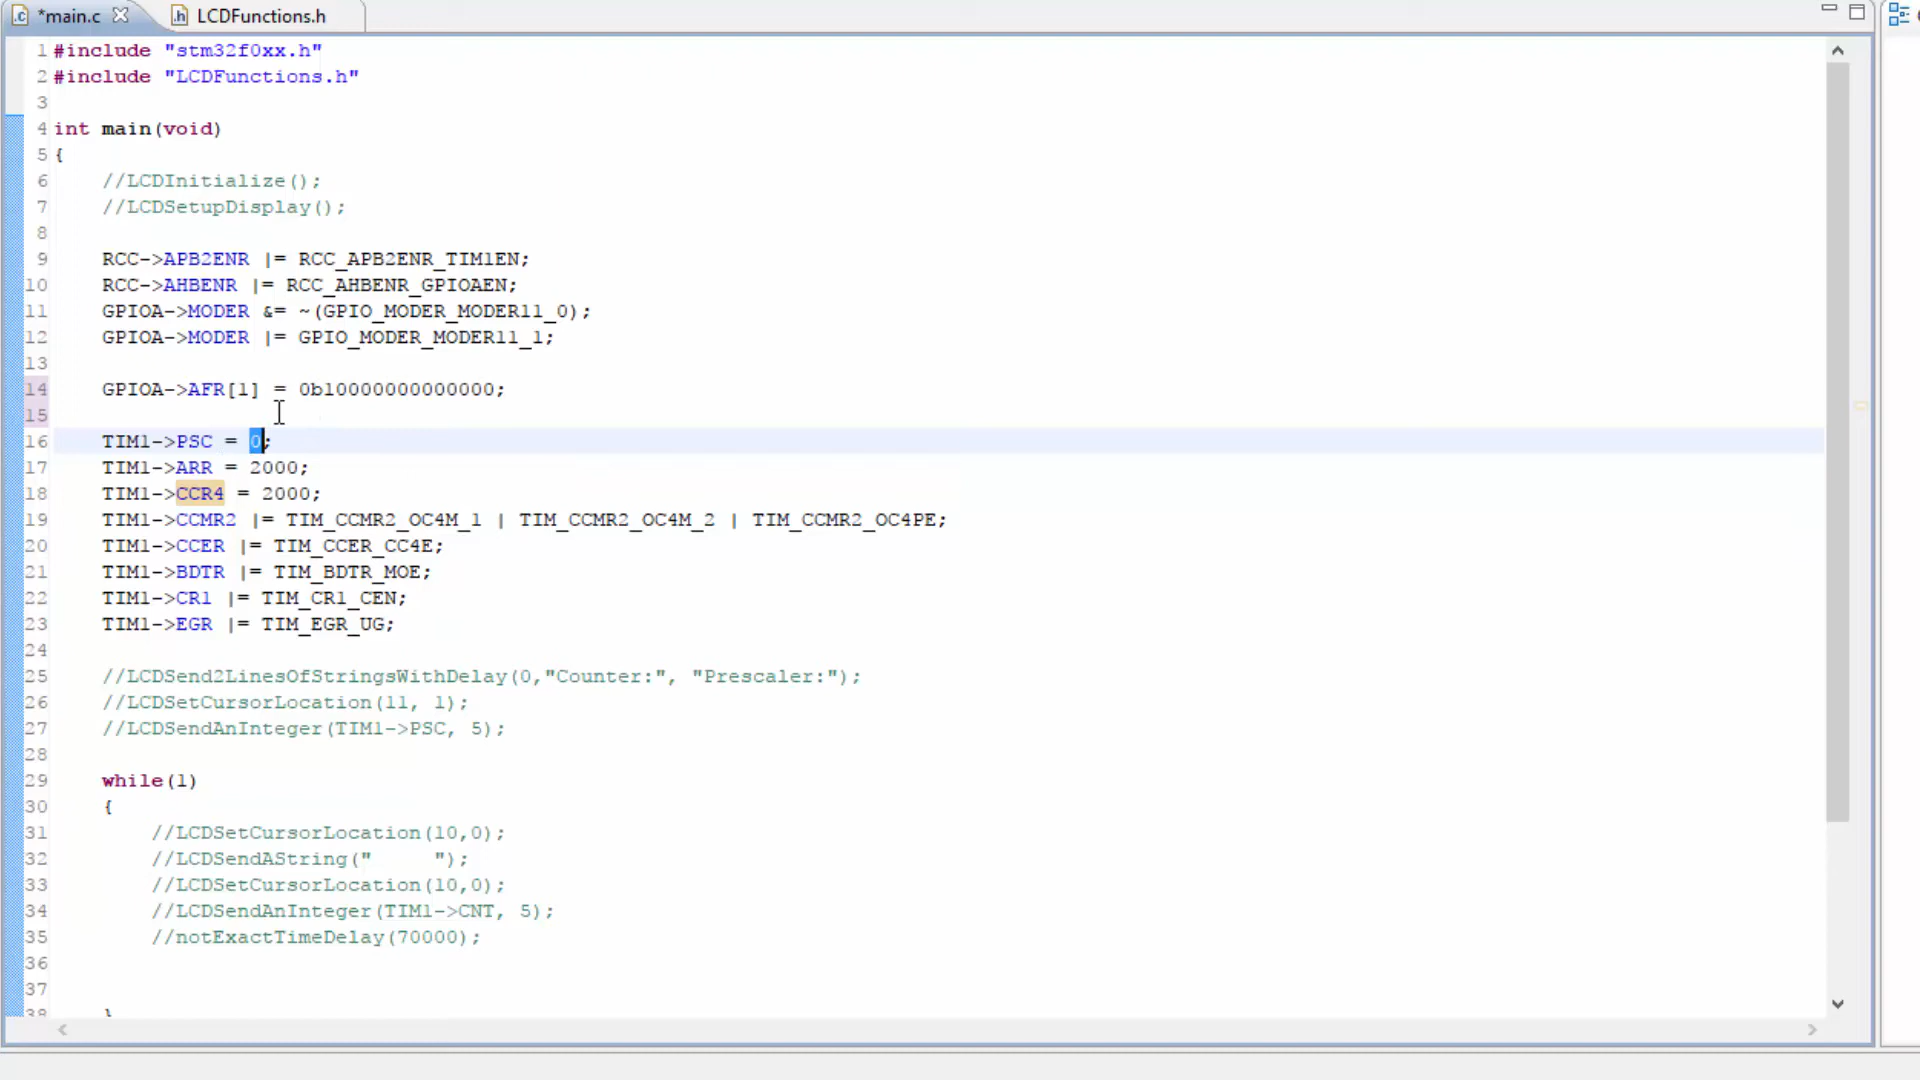 *main.c
LCDFunctions.h
1 #include "stm32f0xx.h"
2 #include "LCDFunctions.h"
3
4 int main(void)
5 {
6 //LCDInitialize();
7 //LCDSetupDisplay();
8
9 RCC->APB2ENR |= RCC_APB2ENR_TIM1EN;
10 RCC->AHBENR |= RCC_AHBENR_GPIOAEN;
11 GPIOA->MODER &= ~(GPIO_MODER_MODER11_0);
12 GPIOA->MODER |= GPIO_MODER_MODER11_1;
13
14 GPIOA->AFR[1] = 0b10000000000000;
15
16 TIM1->PSC = 0;
17 TIM1->ARR = 2000;
18 TIM1->CCR4 = 2000;
19 TIM1->CCMR2 |= TIM_CCMR2_OC4M_1 | TIM_CCMR2_OC4M_2 | TIM_CCMR2_OC4PE;
20 TIM1->CCER |= TIM_CCER_CC4E;
21 TIM1->BDTR |= TIM_BDTR_MOE;
22 TIM1->CR1 |= TIM_CR1_CEN;
23 TIM1->EGR |= TIM_EGR_UG;
24
25 //LCDSend2LinesOfStringsWithDelay(0,"Counter:", "Prescaler:");
26 //LCDSetCursorLocation(11, 1);
27 //LCDSendAnInteger(TIM1->PSC, 5);
28
29 while(1)
30 {
31 //LCDSetCursorLocation(10,0);
32 //LCDSendAString("     ");
33 //LCDSetCursorLocation(10,0);
34 //LCDSendAnInteger(TIM1->CNT, 5);
35 //notExactTimeDelay(70000);
36
37
38 }